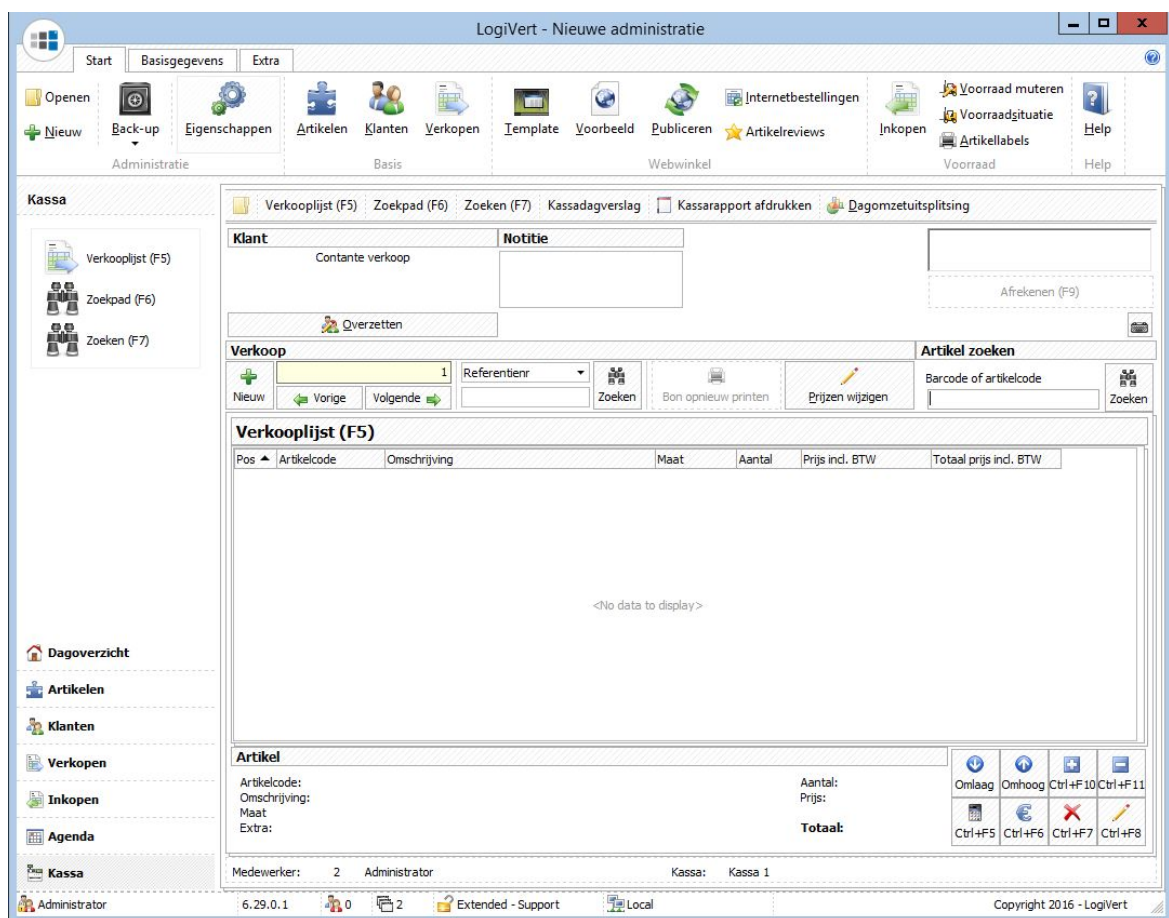 LogiVert - Nieuwe administratie
Start Basisgegevens Extra
Openen
Nieuw
Back-up
Eigenschappen
Administratie
Artikelen Klanten Verkopen
Basis
Template Voorbeeld Publiceren
Internetbestellingen
Artikelreviews
Webwinkel
Inkopen
Voorraad muteren
Voorraadsituatie
Artikellabels
Voorraad
Help
Help
Kassa
Verkooplijst (F5)
Zoekpad (F6)
Zoeken (F7)
Verkooplijst (F5) Zoekpad (F6) Zoeken (F7) Kassadagverslag Kassarapport afdrukken Dagomzetuitsplitsing
Klant Notitie
Contante verkoop
Afrekenen (F9)
Overzetten
Verkoop Artikel zoeken
Nieuw
1
Vorige Volgende
Referentienr
Zoeken
Bon opnieuw printen
Prijzen wijzigen
Barcode of artikelcode
Zoeken
Verkooplijst (F5)
Pos Artikelcode Omschrijving Maat Aantal Prijs incl. BTW Totaal prijs incl. BTW
<No data to display>
Dagoverzicht
Artikelen
Klanten
Verkopen
Inkopen
Agenda
Kassa
Artikel
Artikelcode: Aantal:
Omschrijving: Prijs:
Maat
Extra: Totaal:
Omlaag Omhoog Ctrl+F10 Ctrl+F11
Ctrl+F5 Ctrl+F6 Ctrl+F7 Ctrl+F8
Medewerker: 2 Administrator Kassa: Kassa 1
Administrator 6.29.0.1 0 2 Extended - Support Local Copyright 2016 - LogiVert